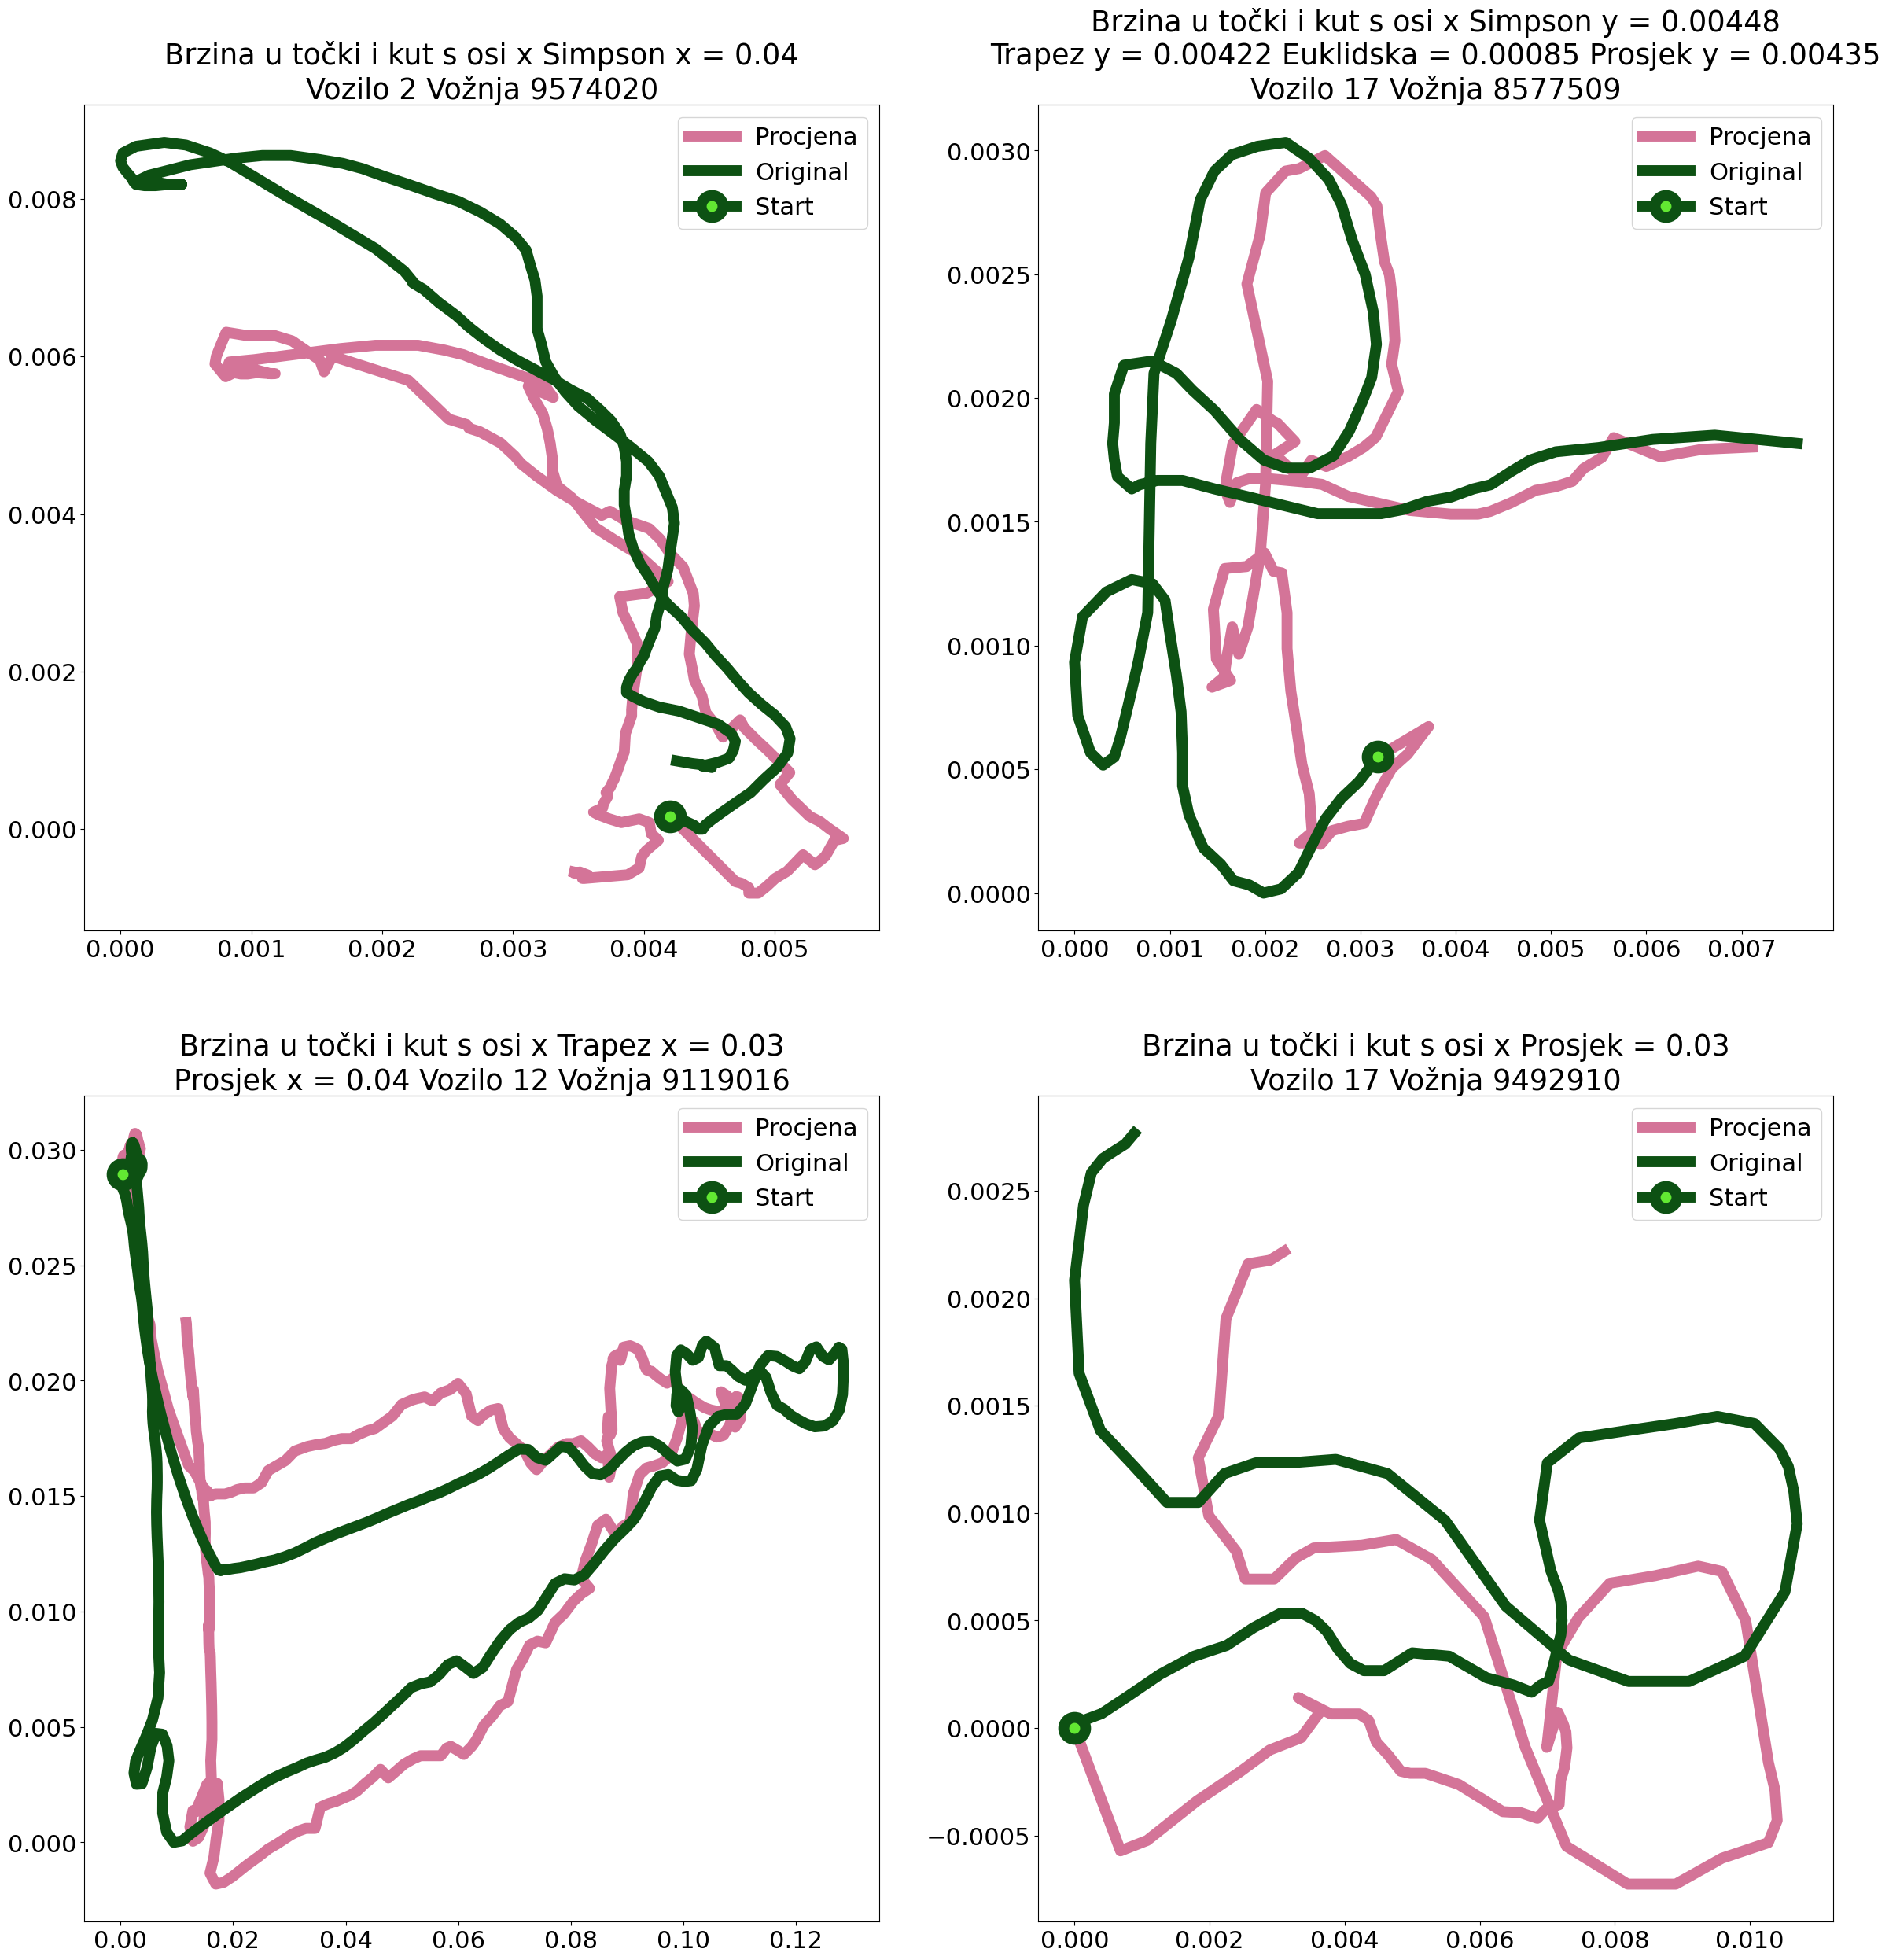 Brzina u točki i kut s osi x Simpson x = 0.04
Vozilo 2 Vožnja 9574020
Procjena
Original
Start
0.008
0.006
0.004
0.002
0.000
0.000 0.001 0.002 0.003 0.004 0.005
Brzina u točki i kut s osi x Simpson y = 0.00448
Trapez y = 0.00422 Euklidska = 0.00085 Prosjek y = 0.00435
Vozilo 17 Vožnja 8577509
Procjena
Original
Start
0.0030
0.0025
0.0020
0.0015
0.0010
0.0005
0.0000
0.000 0.001 0.002 0.003 0.004 0.005 0.006 0.007
Brzina u točki i kut s osi x Trapez x = 0.03
Prosjek x = 0.04 Vozilo 12 Vožnja 9119016
Procjena
Original
Start
0.030
0.025
0.020
0.015
0.010
0.005
0.000
0.00 0.02 0.04 0.06 0.08 0.10 0.12
Brzina u točki i kut s osi x Prosjek = 0.03
Vozilo 17 Vožnja 9492910
Procjena
Original
Start
0.0025
0.0020
0.0015
0.0010
0.0005
0.0000
−0.0005
0.000 0.002 0.004 0.006 0.008 0.010